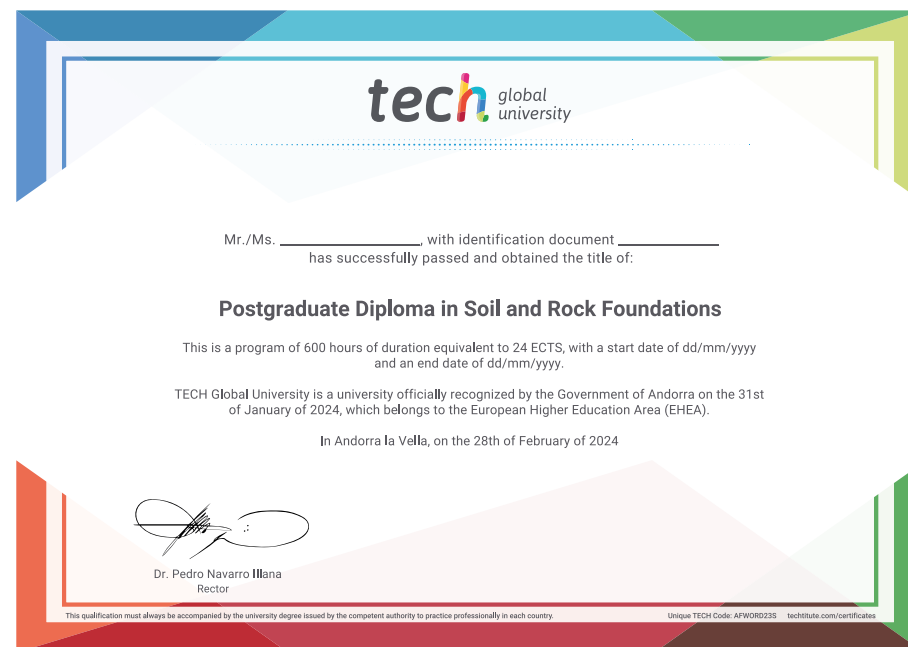 tech global university
Mr./Ms. ____________________, with identification document ______________
has successfully passed and obtained the title of:
Postgraduate Diploma in Soil and Rock Foundations
This is a program of 600 hours of duration equivalent to 24 ECTS, with a start date of dd/mm/yyyy
and an end date of dd/mm/yyyy.
TECH Global University is a university officially recognized by the Government of Andorra on the 31st
of January of 2024, which belongs to the European Higher Education Area (EHEA).
In Andorra la Vella, on the 28th of February of 2024
Dr. Pedro Navarro Illana
Rector
This qualification must always be accompanied by the university degree issued by the competent authority to practice professionally in each country. Unique TECH Code: AFWORD23S techtitute.com/certificates